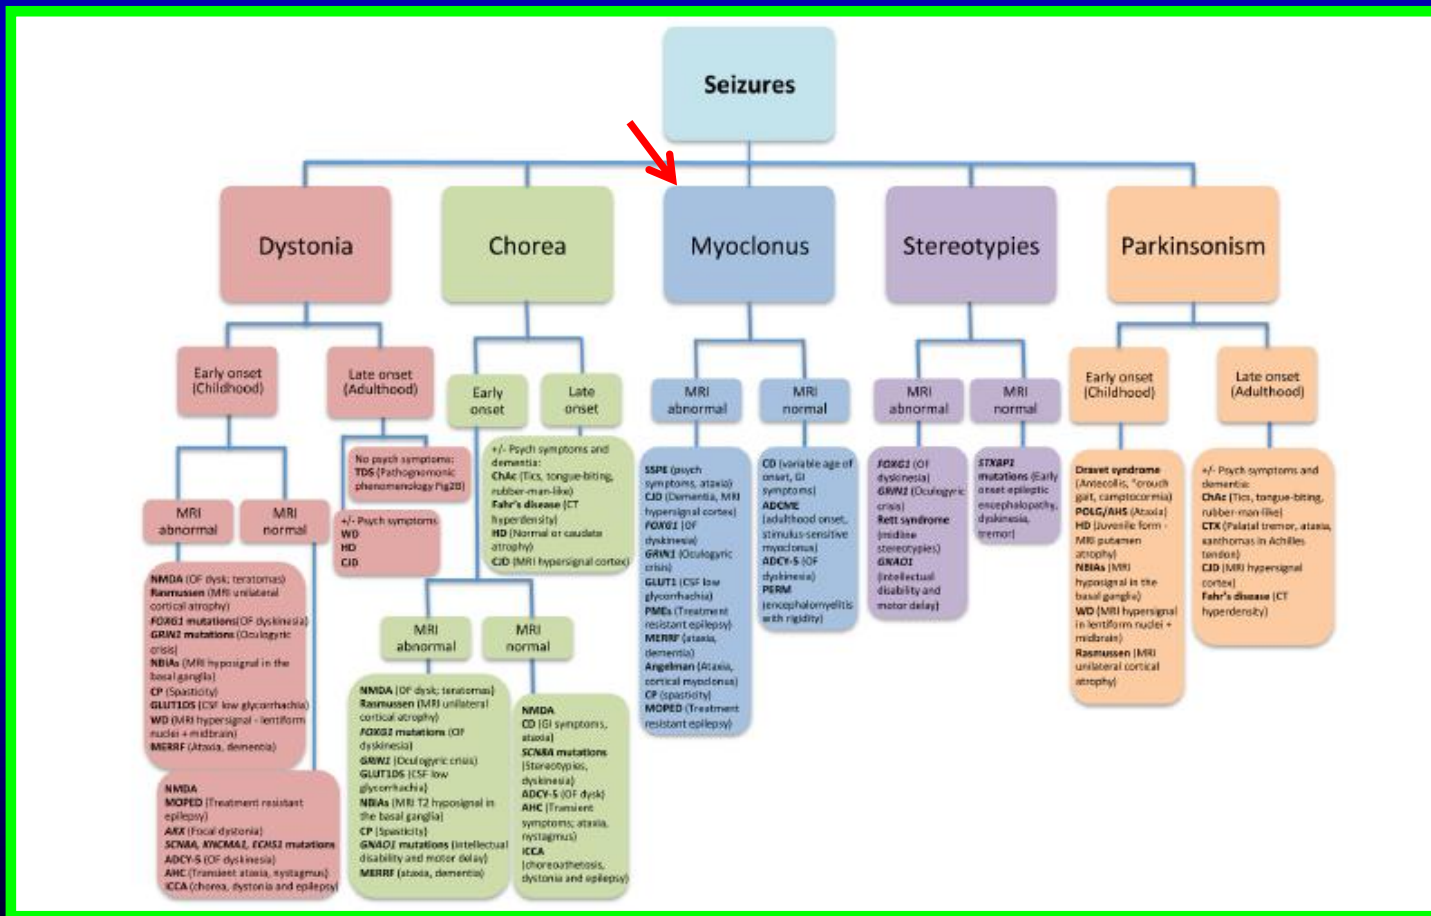 Seizures
Dystonia
Chorea
Myoclonus
Stereotypies
Parkinsonism
Early onset
(Childhood)
Late onset
(Adulthood)
Early
onset
Late
onset
MRI
abnormal
MRI
normal
MRI
abnormal
MRI
normal
Early onset
(Childhood)
Late onset
(Adulthood)
No psych symptoms:
TDS (Pathognomonic
phenomenology Fig2B)
+/- Psych symptoms
WD
HD
CJD
MRI
abnormal
MRI
normal
NMDA (OF dysk; teratomas)
Rasmussen (MRI unilateral
cortical atrophy)
FOXG1 mutations(OF dyskinesia)
GRIN1 mutations (Oculogyric
crisis)
NBIAs (MRI hyposignal in the
basal ganglia)
CP (Spasticity)
GLUT1DS (CSF low glycorrhachia)
WD (MRI hypersignal - lentiform
nuclei + midbrain)
MERRF (Ataxia, dementia)
NMDA
MOPED (Treatment resistant
epilepsy)
ARX (Focal dystonia)
SCN8A, KNCMA1, ECHS1 mutations
ADCY-5 (OF dyskinesia)
AHC (Transient ataxia, nystagmus)
ICCA (chorea, dystonia and epilepsy)
+/- Psych symptoms and
dementia:
ChAc (Tics, tongue-biting,
rubber-man-like)
Fahr's disease (CT
hyperdensity)
HD (Normal or caudate
atrophy)
CJD (MRI hypersignal cortex)
MRI
abnormal
MRI
normal
NMDA (OF dysk; teratomas)
Rasmussen (MRI unilateral
cortical atrophy)
FOXG1 mutations (OF
dyskinesia)
GRIN1 (Oculogyric crisis)
GLUT1DS (CSF low
glycorrhachia)
NBIAs (MRI T2 hyposignal in
the basal ganglia)
CP (Spasticity)
GNAO1 mutations (intellectual
disability and motor delay)
MERRF (ataxia, dementia)
NMDA
CD (GI symptoms,
ataxia)
SCN8A mutations
(Stereotypies,
dyskinesia)
ADCY-5 (OF dysk)
AHC (Transient
symptoms; ataxia,
nystagmus)
ICCA
(choreoathetosis,
dystonia and epilepsy)
SSPE (psych
symptoms, ataxia)
CJD (Dementia, MRI
hypersignal cortex)
FOXG1 (OF
dyskinesia)
GRIN1 (Oculogyric
crisis)
GLUT1 (CSF low
glycorrhachia)
PMEs (Treatment
resistant epilepsy)
MERRF (ataxia,
dementia)
Angelman (Ataxia,
cortical myoclonus)
CP (spasticity)
MOPED (Treatment
resistant epilepsy)
CD (variable age of
onset, GI
symptoms)
ADCME
(adulthood onset,
stimulus-sensitive
myoclonus)
ADCY-5 (OF
dyskinesia)
PERM
(encephalomyelitis
with rigidity)
FOXG1 (OF
dyskinesia)
GRIN1 (Oculogyric
crisis)
Rett syndrome
(midline
stereotypies)
GNAO1
(intellectual
disability and
motor delay)
STXBP1
mutations (Early
onset epileptic
encephalopathy,
dyskinesia,
tremor)
Dravet syndrome
(Antecollis, "crouch
gait, camptocormia)
POLG/AHS (Ataxia)
HD (Juvenile form -
MRI putamen
atrophy)
NBIAs (MRI
hyposignal in the
basal ganglia)
WD (MRI hypersignal
in lentiform nuclei +
midbrain)
Rasmussen (MRI
unilateral cortical
atrophy)
+/- Psych symptoms and
dementia:
ChAc (Tics, tongue-biting,
rubber-man-like)
CTX (Palatal tremor, ataxia,
xanthomas in Achilles
tendon)
CJD (MRI hypersignal
cortex)
Fahr's disease (CT
hyperdensity)